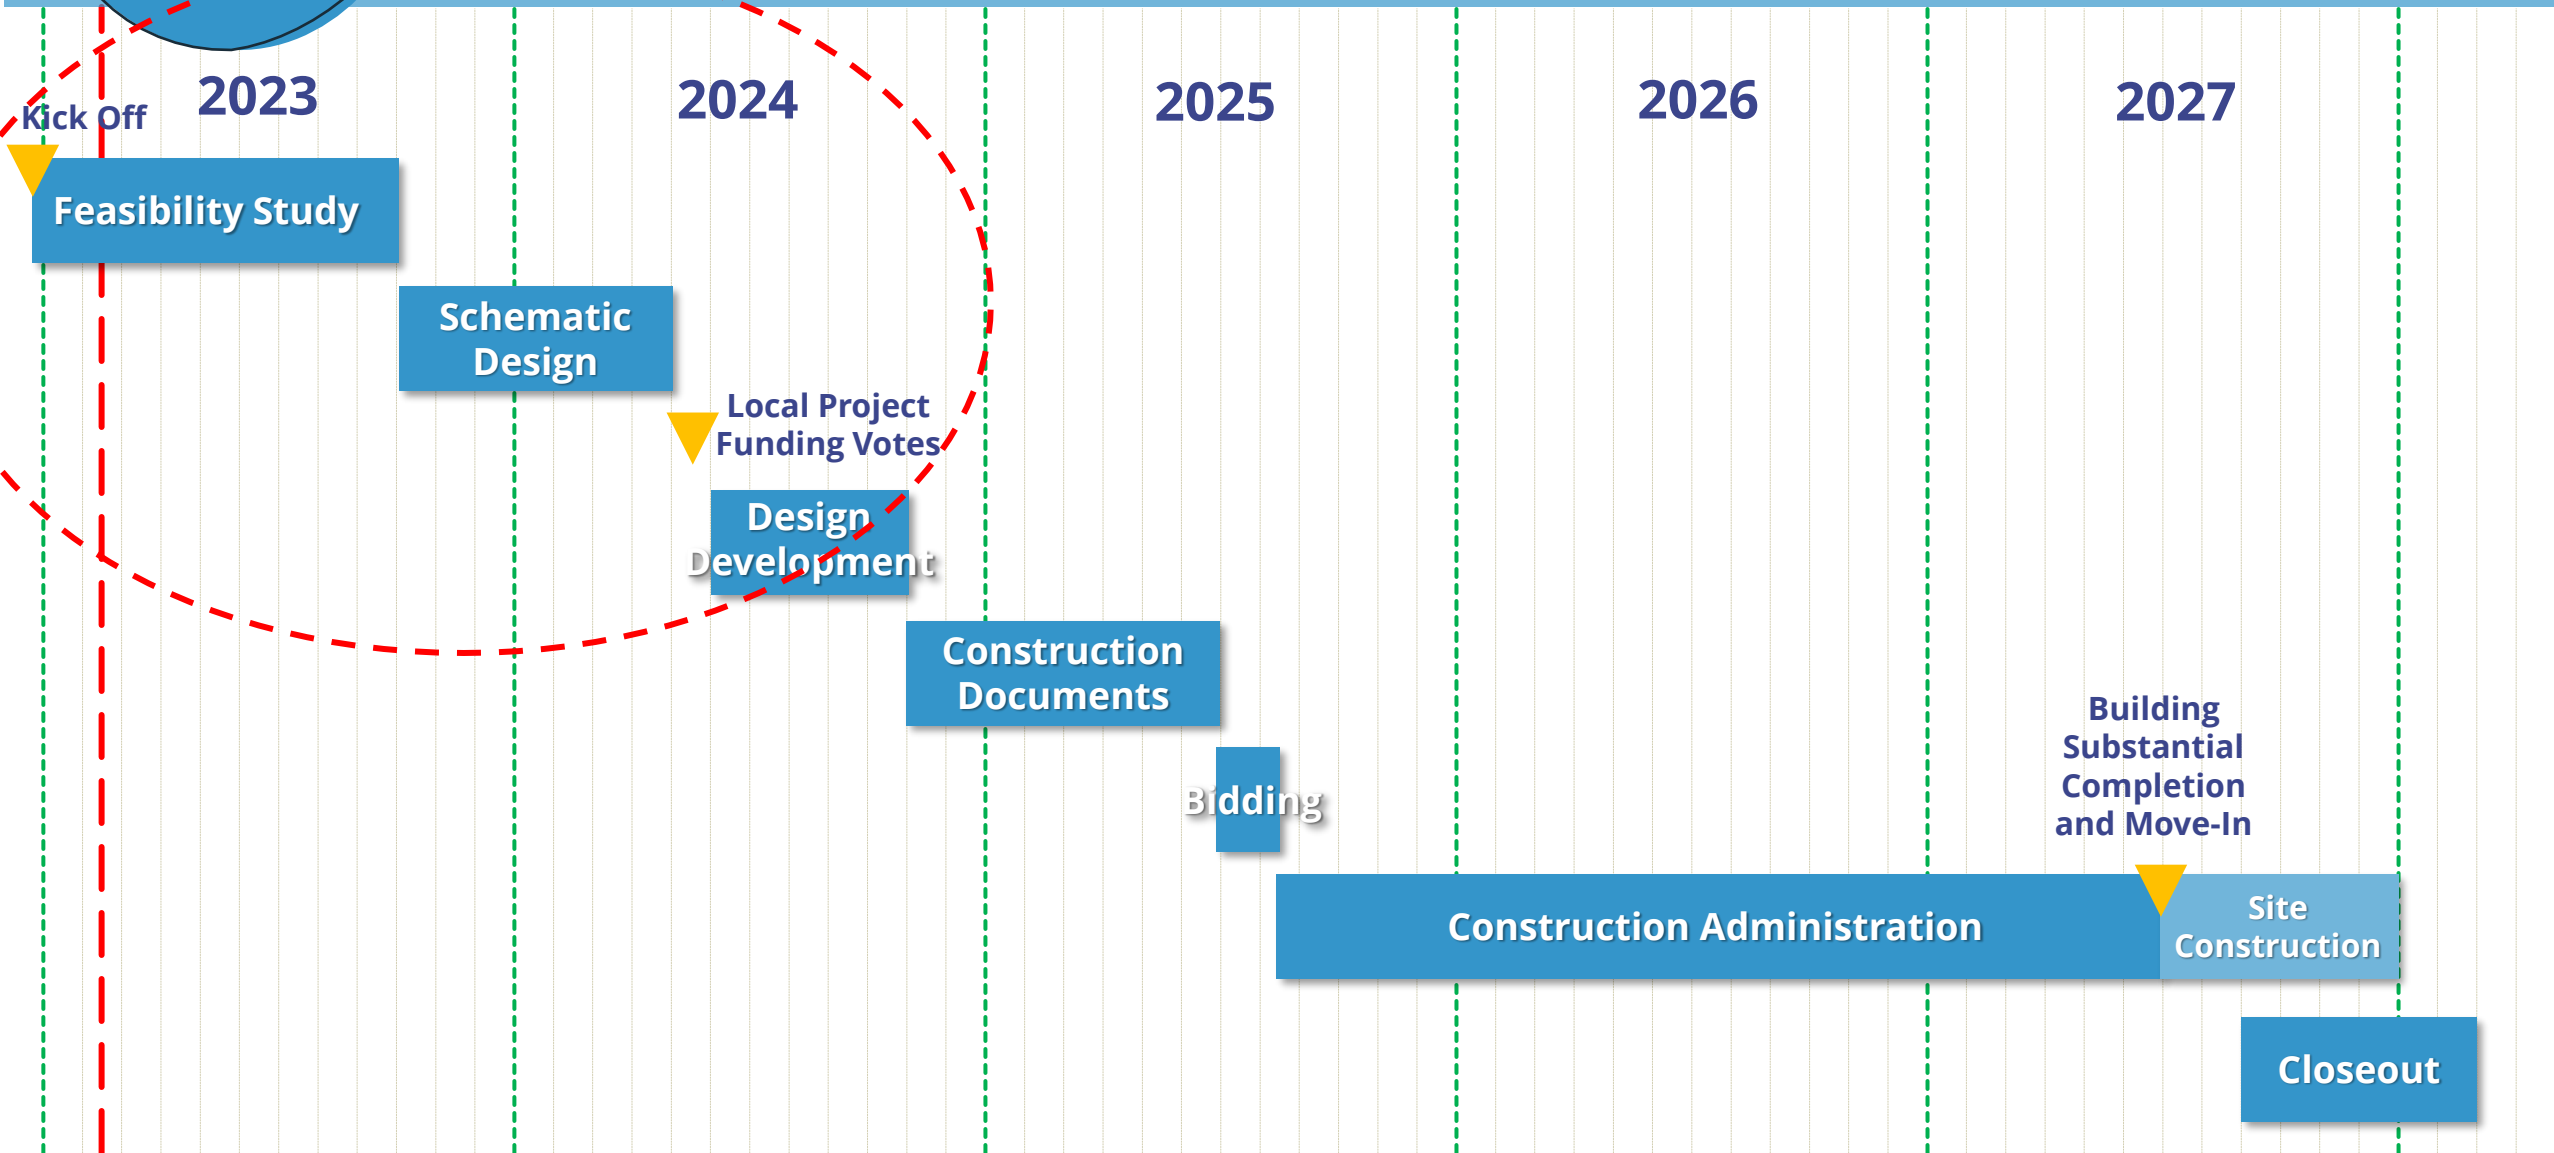 2023
2024
2025
2026
2027
Kick Off
Feasibility Study
Schematic
Design
Local Project
Funding Votes
Design
Development
Construction
Documents
Bidding
Building
Substantial
Completion
and Move-In
Construction Administration
Site
Construction
Closeout